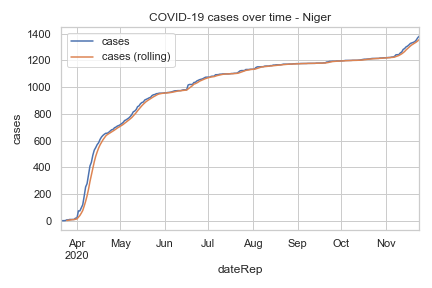 COVID-19 cases over time - Niger
cases
cases (rolling)
1400
1200
1000
800
600
400
200
0
cases
Apr
2020
May
Jun
Jul
Aug
Sep
Oct
Nov
dateRep